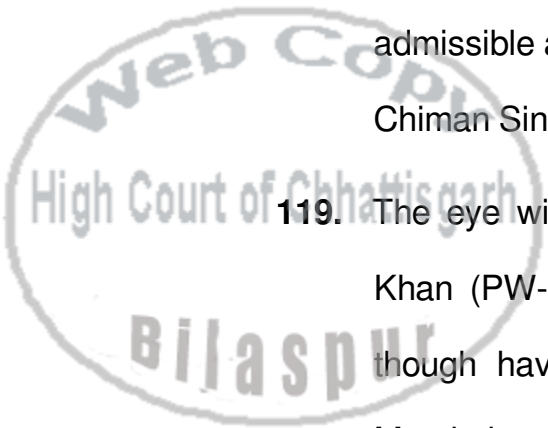 admissible a
Chiman Sin
119. The eye wi
Khan (PW-
though hav
Web Copy
High Court of Chhattisgarh
Bilaspur